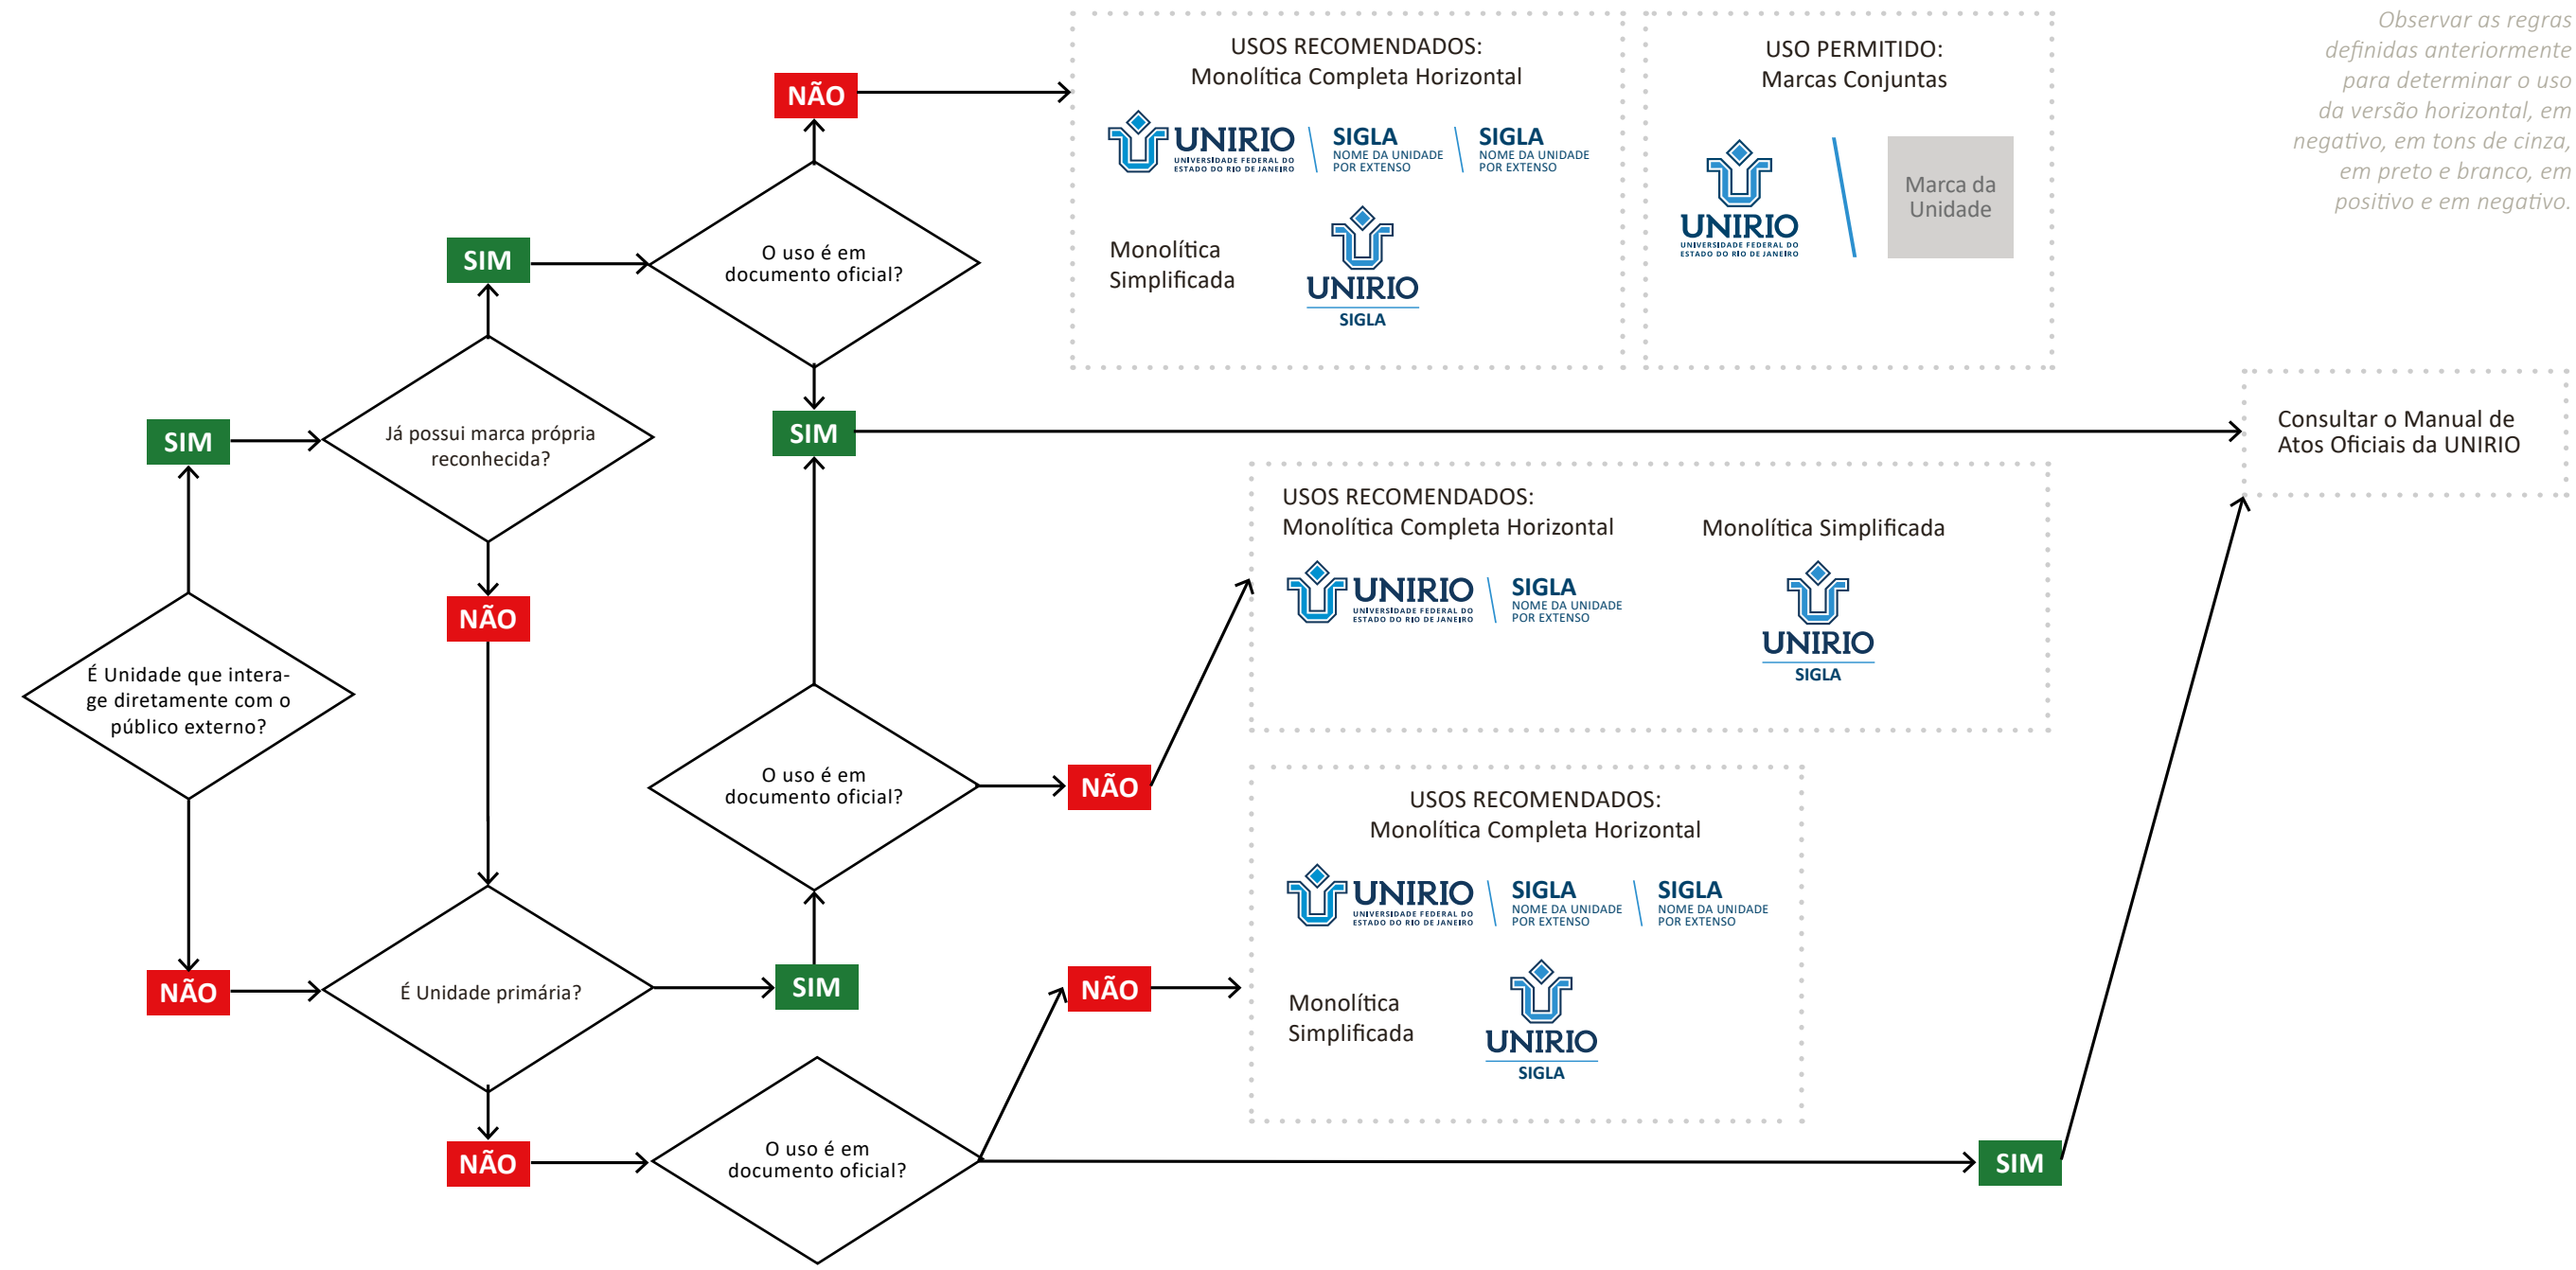 Observar as regras
definidas anteriormente
para determinar o uso
da versão horizontal, em
negativo, em tons de cinza,
em preto e branco, em
positivo e em negativo.
USOS RECOMENDADOS:
Monolítica Completa Horizontal
UNIRIO
UNIVERSIDADE FEDERAL DO
ESTADO DO RIO DE JANEIRO
SIGLA
NOME DA UNIDADE
POR EXTENSO
SIGLA
NOME DA UNIDADE
POR EXTENSO
Monolítica
Simplificada
UNIRIO
SIGLA
USO PERMITIDO:
Marcas Conjuntas
UNIRIO
UNIVERSIDADE FEDERAL DO
ESTADO DO RIO DE JANEIRO
Marca da
Unidade
NÃO
O uso é em
documento oficial?
SIM
SIM
Já possui marca própria
reconhecida?
SIM
Consultar o Manual de
Atos Oficiais da UNIRIO
NÃO
É Unidade que intera-
ge diretamente com o
público externo?
USOS RECOMENDADOS:
Monolítica Completa Horizontal
UNIRIO
UNIVERSIDADE FEDERAL DO
ESTADO DO RIO DE JANEIRO
SIGLA
NOME DA UNIDADE
POR EXTENSO
Monolítica Simplificada
UNIRIO
SIGLA
O uso é em
documento oficial?
NÃO
USOS RECOMENDADOS:
Monolítica Completa Horizontal
UNIRIO
UNIVERSIDADE FEDERAL DO
ESTADO DO RIO DE JANEIRO
SIGLA
NOME DA UNIDADE
POR EXTENSO
SIGLA
NOME DA UNIDADE
POR EXTENSO
Monolítica
Simplificada
UNIRIO
SIGLA
NÃO
É Unidade primária?
SIM
NÃO
NÃO
O uso é em
documento oficial?
SIM